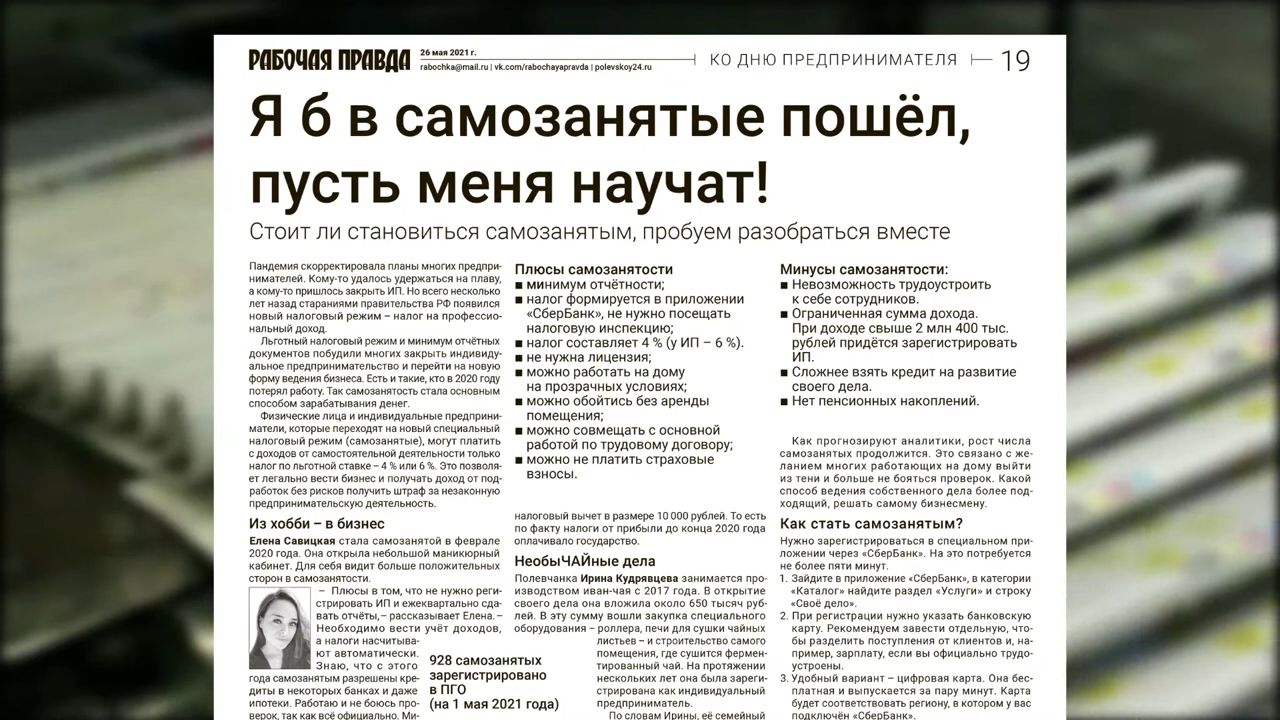 РАБОЧАЯ ПРАВДА
26 мая 2021 г.
rabochka@mail.ru | vk.com/rabochayapravda | polevskoy24.ru
КО ДНЮ ПРЕДПРИНИМАТЕЛЯ
19
Я б в самозанятые пошёл,
пусть меня научат!
Стоит ли становиться самозанятым, пробуем разобраться вместе
Пандемия скорректировала планы многих предпри-
нимателей. Кому-то удалось удержаться на плаву,
а кому-то пришлось закрыть ИП. Но всего несколько
лет назад стараниями правительства РФ появился
новый налоговый режим – налог на профессио-
нальный доход.
Льготный налоговый режим и минимум отчётных
документов побудили многих закрыть индивиду-
альное предпринимательство и перейти на новую
форму ведения бизнеса. Есть и такие, кто в 2020 году
потерял работу. Так самозанятость стала основным
способом зарабатывания денег.
Физические лица и индивидуальные предприни-
матели, которые переходят на новый специальный
налоговый режим (самозанятые), могут платить
с доходов от самостоятельной деятельности только
налог по льготной ставке – 4 % или 6 %. Это позволя-
ет легально вести бизнес и получать доход от под-
работок без рисков получить штраф за незаконную
предпринимательскую деятельность.
Из хобби – в бизнес
Елена Савицкая стала самозанятой в феврале
2020 года. Она открыла небольшой маникюрный
кабинет. Для себя видит больше положительных
сторон в самозанятости.
– Плюсы в том, что не нужно реги-
стрировать ИП и ежеквартально сда-
вать отчёты,– рассказывает Елена.–
Необходимо вести учёт доходов,
а налоги насчитыва-
ют автоматически.
Знаю, что с этого
года самозанятым разрешены кре-
диты в некоторых банках и даже
ипотеки. Работаю и не боюсь про-
верок, так как всё официально. Ми-
928 самозанятых
зарегистрировано
в ПГО
(на 1 мая 2021 года)
Плюсы самозанятости
■ минимум отчётности;
■ налог формируется в приложении
«СберБанк», не нужно посещать
налоговую инспекцию;
■ налог составляет 4 % (у ИП – 6 %).
■ не нужна лицензия;
■ можно работать на дому
на прозрачных условиях;
■ можно обойтись без аренды
помещения;
■ можно совмещать с основной
работой по трудовому договору;
■ можно не платить страховые
взносы.
налоговый вычет в размере 10 000 рублей. То есть
по факту налоги от прибыли до конца 2020 года
оплачивало государство.
НеобыЧАЙные дела
Полевчанка Ирина Кудрявцева занимается про-
изводством иван-чая с 2017 года. В открытие
своего дела она вложила около 650 тысяч руб-
лей. В эту сумму вошли закупка специального
оборудования – роллера, печи для сушки чайных
листьев – и строительство самого
помещения, где сушится фермен-
тированный чай. На протяжении
нескольких лет она была зареги-
стрирована как индивидуальный
предприниматель.
По словам Ирины, её семейный
Минусы самозанятости:
■ Невозможность трудоустроить
к себе сотрудников.
■ Ограниченная сумма дохода.
При доходе свыше 2 млн 400 тыс.
рублей придётся зарегистрировать
ИП.
■ Сложнее взять кредит на развитие
своего дела.
■ Нет пенсионных накоплений.
Как прогнозируют аналитики, рост числа
самозанятых продолжится. Это связано с же-
ланием многих работающих на дому выйти
из тени и больше не бояться проверок. Какой
способ ведения собственного дела более под-
ходящий, решать самому бизнесмену.
Как стать самозанятым?
Нужно зарегистрироваться в специальном при-
ложении через «СберБанк». На это потребуется
не более пяти минут.
1. Зайдите в приложение «СберБанк», в категории
«Каталог» найдите раздел «Услуги» и строку
«Своё дело».
2. При регистрации нужно указать банковскую
карту. Рекомендуем завести отдельную, что-
бы разделить поступления от клиентов и, на-
пример, зарплату, если вы официально трудо-
устроены.
3. Удобный вариант – цифровая карта. Она бес-
платная и выпускается за пару минут. Карта
будет соответствовать региону, в котором у вас
подключён «СберБанк».